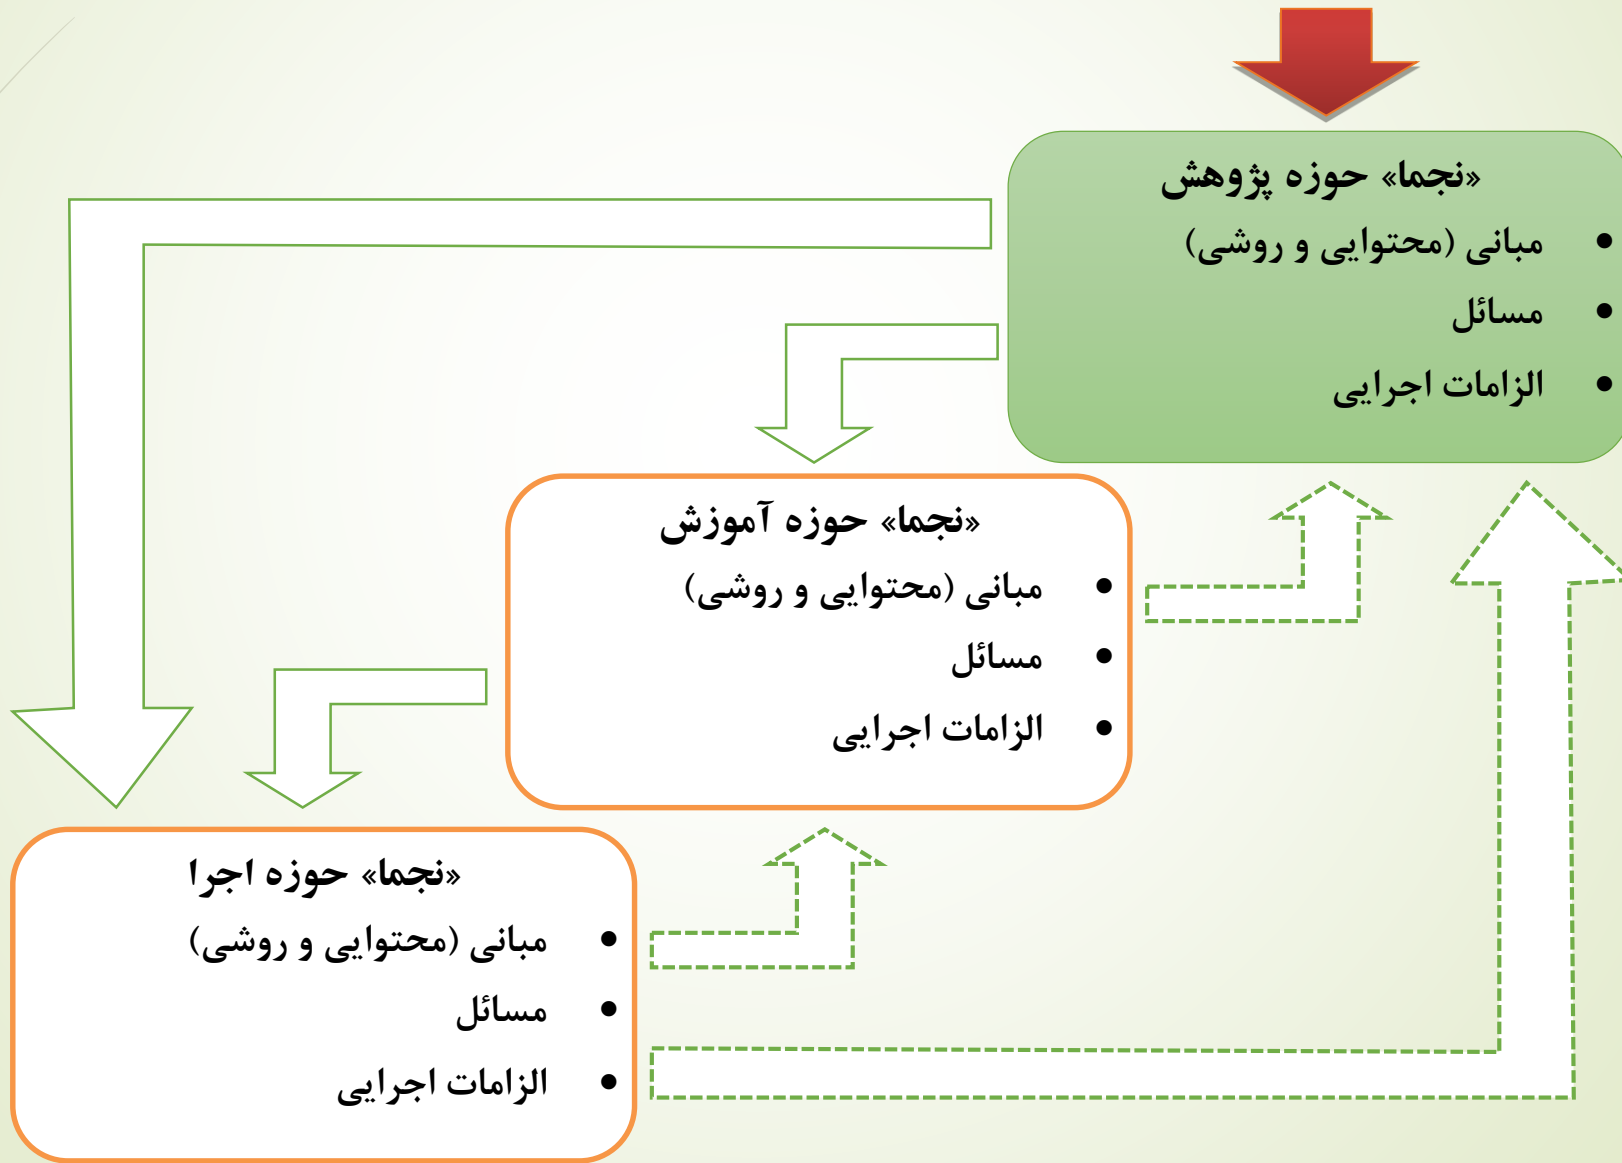 «نجما» حوزه پژوهش
• مبانی (محتوایی و روشی)
• مسائل
• الزامات اجرایی
«نجما» حوزه آموزش
• مبانی (محتوایی و روشی)
• مسائل
• الزامات اجرایی
«نجما» حوزه اجرا
• مبانی (محتوایی و روشی)
• مسائل
• الزامات اجرایی